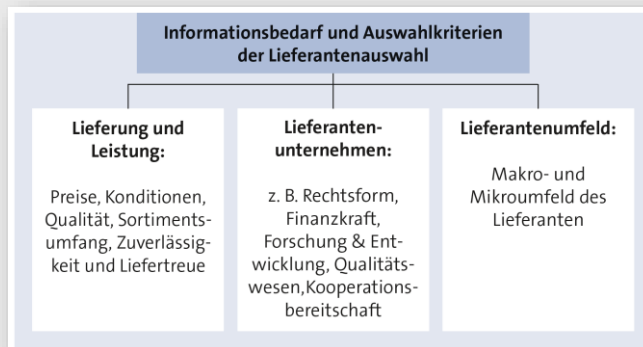 Informationsbedarf und Auswahlkriterien
der Lieferantenauswahl
Lieferung und
Leistung:
Preise, Konditionen,
Qualität, Sortiments-
umfang, Zuverlässig-
keit und Liefertreue
Lieferanten-
unternehmen:
z. B. Rechtsform,
Finanzkraft,
Forschung & Ent-
wicklung, Qualitäts-
wesen,Kooperations-
bereitschaft
Lieferantenumfeld:
Makro- und
Mikroumfeld des
Lieferanten